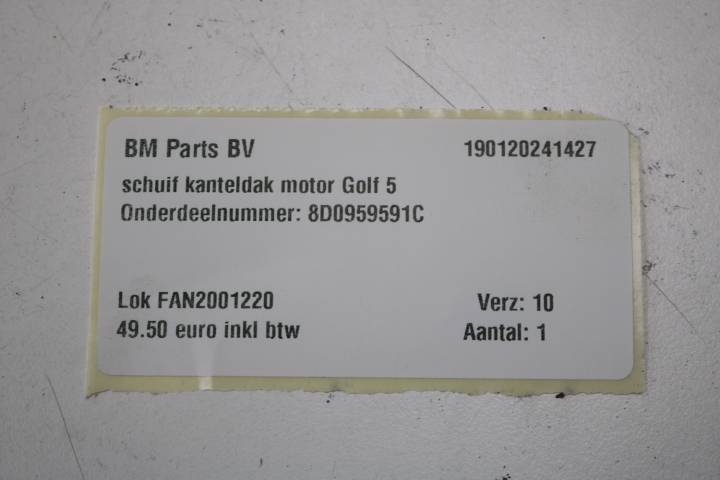 BM Parts BV 190120241427
schuif kanteldak motor Golf 5
Onderdeelnummer: 8D0959591C
Lok FAN2001220 Verz: 10
49.50 euro inkl btw Aantal: 1